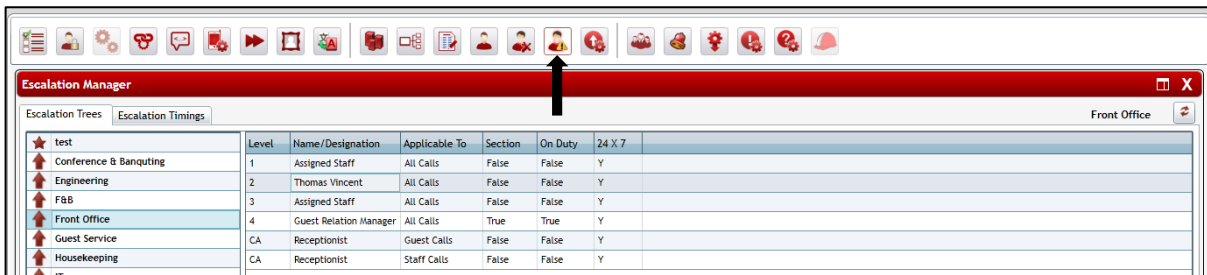 Escalation Manager
X
Escalation Trees Escalation Timings Front Office
test
Conference & Banquting
Engineering
F&B
Front Office
Guest Service
Housekeeping
IT
Level Name/Designation Applicable To Section On Duty 24 X 7
1 Assigned Staff All Calls False False Y
2 Thomas Vincent All Calls False False Y
3 Assigned Staff All Calls False False Y
4 Guest Relation Manager All Calls True True Y
CA Receptionist Guest Calls False False Y
CA Receptionist Staff Calls False False Y